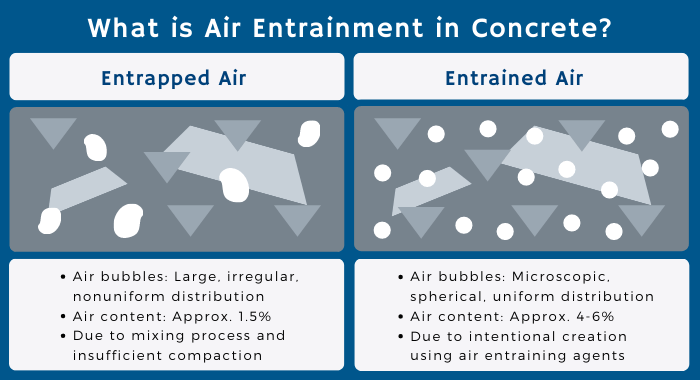 What is Air Entrainment in Concrete?
Entrapped Air
Entrained Air
• Air bubbles: Large, irregular,
nonuniform distribution
• Air content: Approx. 1.5%
• Due to mixing process and
insufficient compaction
• Air bubbles: Microscopic,
spherical, uniform distribution
• Air content: Approx. 4-6%
• Due to intentional creation
using air entraining agents